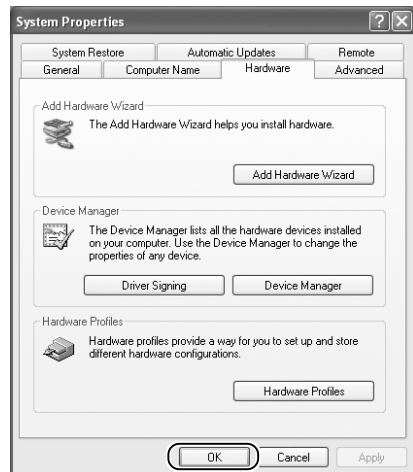 System Properties
System Restore
Automatic Updates
Remote
General
Computer Name
Hardware
Advanced
Add Hardware Wizard
The Add Hardware Wizard helps you install hardware.
Add Hardware Wizard
Device Manager
The Device Manager lists all the hardware devices installed
on your computer. Use the Device Manager to change the
properties of any device.
Driver Signing
Device Manager
Hardware Profiles
Hardware profiles provide a way for you to set up and store
different hardware configurations.
Hardware Profiles
OK
Cancel
Apply